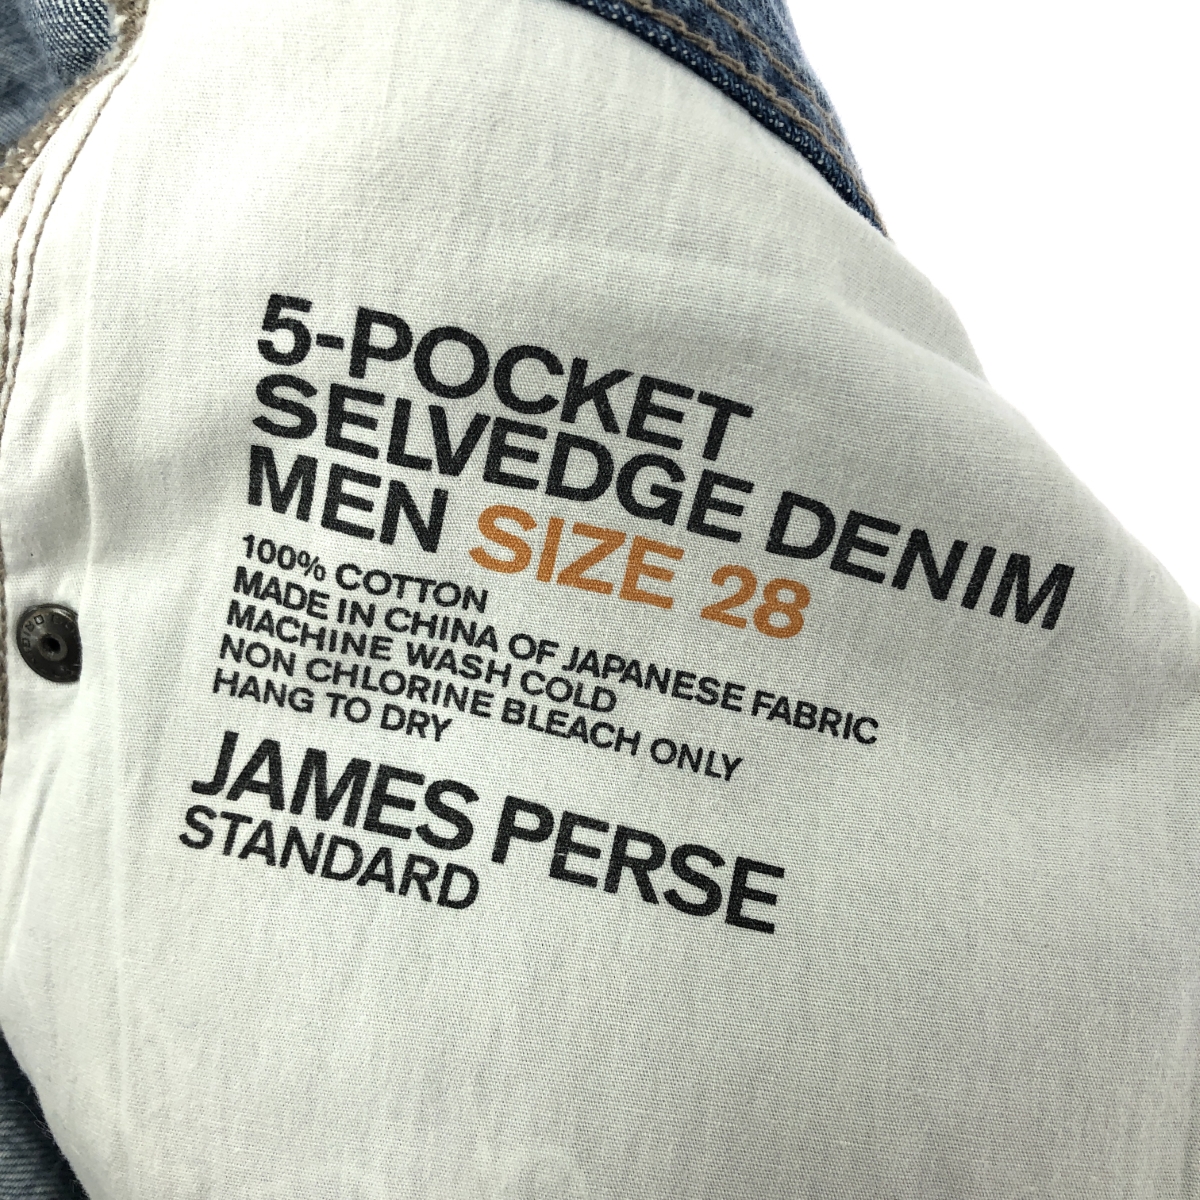 5-POCKET
SELVEDGE DENIM
MEN SIZE 28
100% COTTON
MADE IN CHINA OF JAPANESE FABRIC
MACHINE WASH COLD
NON CHLORINE BLEACH ONLY
HANG TO DRY
JAMES PERSE
STANDARD